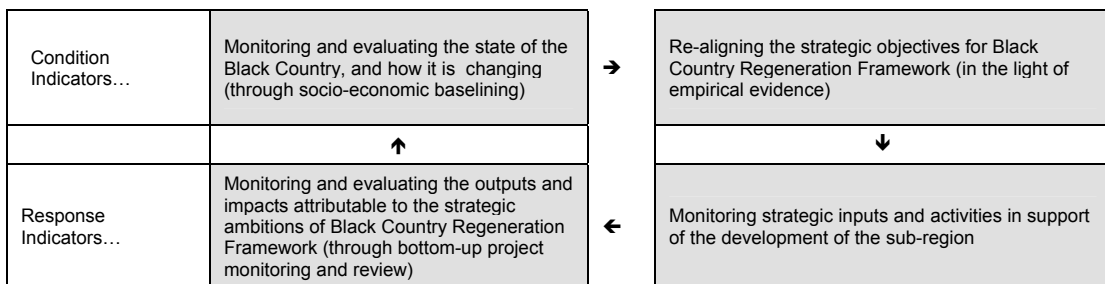 Condition
Indicators…
Monitoring and evaluating the state of the
Black Country, and how it is changing
(through socio-economic baselining)
➔
Re-aligning the strategic objectives for Black
Country Regeneration Framework (in the light of
empirical evidence)
🡹
🡻
Response
Indicators…
Monitoring and evaluating the outputs and
impacts attributable to the strategic
ambitions of Black Country Regeneration
Framework (through bottom-up project
monitoring and review)
🡸
Monitoring strategic inputs and activities in support
of the development of the sub-region